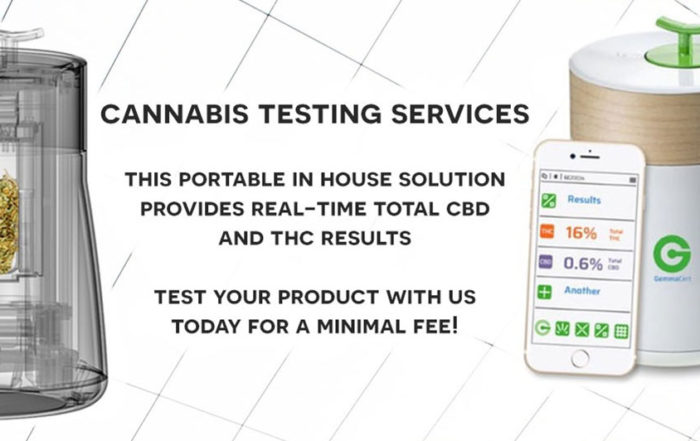 CANNABIS TESTING SERVICES
THIS PORTABLE IN HOUSE SOLUTION
PROVIDES REAL-TIME TOTAL CBD
AND THC RESULTS
TEST YOUR PRODUCT WITH US
TODAY FOR A MINIMAL FEE!
Results
THC 16% Total THC
CBD 0.6% Total CBD
Another
GemmaCert